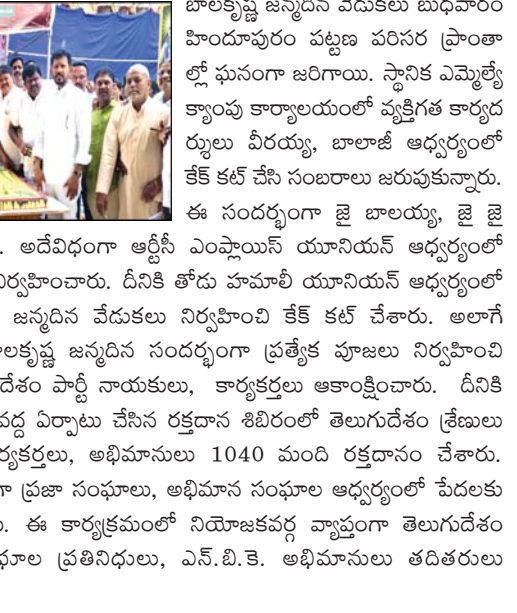 బాలకృష్ణ జన్మదిన వేడుకలు బుధవారం
హిందూపురం పట్టణ పరిసర ప్రాంతా
ల్లో ఘనంగా జరిగాయి. స్థానిక ఎమ్మెల్యే
క్యాంపు కార్యాలయంలో వ్యక్తిగత కార్యద
ర్శులు వీరయ్య, బాలాజీ ఆధ్వర్యంలో
కేక్ కట్ చేసి సంబరాలు జరుపుకున్నారు.
ఈ సందర్భంగా జై బాలయ్య, జై జై
. అదేవిధంగా ఆర్టీసీ ఎంప్లాయిస్ యూనియన్ ఆధ్వర్యంలో
నిర్వహించారు. దీనికి తోడు హమాలీ యూనియన్ ఆధ్వర్యంలో
జన్మదిన వేడుకలు నిర్వహించి కేక్ కట్ చేశారు. అలాగే
లకృష్ణ జన్మదిన సందర్భంగా ప్రత్యేక పూజలు నిర్వహించి
దేశం పార్టీ నాయకులు, కార్యకర్తలు ఆకాంక్షించారు. దీనికి
వద్ద ఏర్పాటు చేసిన రక్తదాన శిబిరంలో తెలుగుదేశం శ్రేణులు
ర్యకర్తలు, అభిమానులు 1040 మంది రక్తదానం చేశారు.
గా ప్రజా సంఘాలు, అభిమాన సంఘాల ఆధ్వర్యంలో పేదలకు
. ఈ కార్యక్రమంలో నియోజకవర్గ వ్యాప్తంగా తెలుగుదేశం
ఘాల ప్రతినిధులు, ఎన్.బి.కె. అభిమానులు తదితరులు